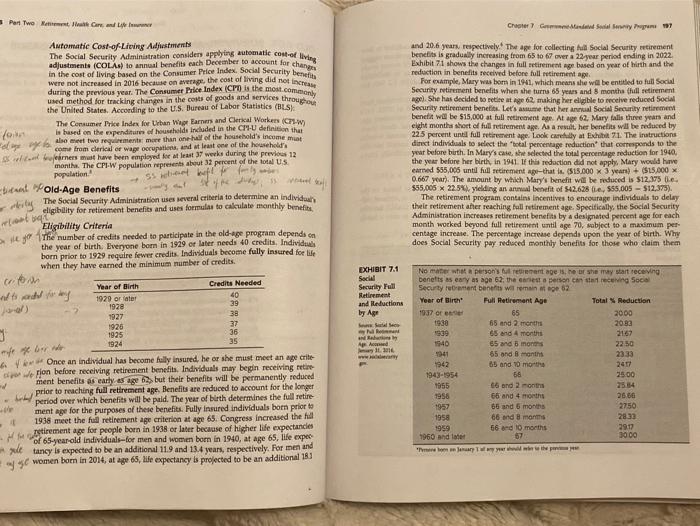 Part Two Retirement, Health Care, and Life Insurance
Automatic Cost-of-Living Adjustments
The Social Security Administration considers applying automatic cost-of-living
adjustments (COLAs) to annual benefits each December to account for changes
in the cost of living based on the Consumer Price Index. Social Security benefits
were not increased in 2016 because on average, the cost of living did not increase
during the previous year. The Consumer Price Index (CPI) is the most commonly
used method for tracking changes in the costs of goods and services throughout
the United States. According to the U.S. Bureau of Labor Statistics (BLS):
The Consumer Price Index for Urban Wage Earners and Clerical Workers (CPI-W)
is based on the expenditures of households included in the CPI-U definition that
also meet two requirements: more than one-half of the household's income must
come from clerical or wage occupations, and at least one of the household's
earners must have been employed for at least 37 weeks during the previous 12
months. The CPI-W population represents about 32 percent of the total U.S.
population.
Old-Age Benefits
The Social Security Administration uses several criteria to determine an individual's
eligibility for retirement benefits and uses formulas to calculate monthly benefits.
Eligibility Criteria
The number of credits needed to participate in the old-age program depends on
the year of birth. Everyone born in 1929 or later needs 40 credits. Individuals
born prior to 1929 require fewer credits. Individuals become fully insured for life
when they have earned the minimum number of credits.
Year of Birth Credits Needed
1929 or later 40
1928 39
1927 38
1926 37
1925 36
1924 35
Once an individual has become fully insured, he or she must meet an age crite-
rion before receiving retirement benefits. Individuals may begin receiving retire-
ment benefits as early as age 62, but their benefits will be permanently reduced
prior to reaching full retirement age. Benefits are reduced to account for the longer
period over which benefits will be paid. The year of birth determines the full retire-
ment age for the purposes of these benefits. Fully insured individuals born prior to
1938 meet the full retirement age criterion at age 65. Congress increased the full
retirement age for people born in 1938 or later because of higher life expectancies
of 65-year-old individuals—for men and women born in 1940, at age 65, life expec-
tancy is expected to be an additional 11.9 and 13.4 years, respectively. For men and
women born in 2014, at age 65, life expectancy is projected to be an additional 18.1
Chapter 7 Government-Mandated Social Security Programs 197
and 20.6 years, respectively. The age for collecting full Social Security retirement
benefits is gradually increasing from 65 to 67 over a 22-year period ending in 2022.
Exhibit 7.1 shows the changes in full retirement age based on year of birth and the
reduction in benefits received before full retirement age.
For example, Mary was born in 1941, which means she will be entitled to full Social
Security retirement benefits when she turns 65 years and 8 months (full retirement
age). She has decided to retire at age 62, making her eligible to receive reduced Social
Security retirement benefits. Let's assume that her annual Social Security retirement
benefit will be $15,000 at full retirement age. At age 62, Mary falls three years and
eight months short of full retirement age. As a result, her benefits will be reduced by
22.5 percent until full retirement age. Look carefully at Exhibit 7.1. The instructions
direct individuals to select the "total percentage reduction" that corresponds to the
year before birth. In Mary's case, she selected the total percentage reduction for 1940,
the year before her birth, in 1941. If this reduction did not apply, Mary would have
earned $55,005 until full retirement age—that is, ($15,000 × 3 years) + ($15,000 ×
0.667 year). The amount by which Mary's benefit will be reduced is $12,375 (i.e.,
$55,005 × 22.5%), yielding an annual benefit of $42,628 (i.e., $55,005 − $12,375).
The retirement program contains incentives to encourage individuals to delay
their retirement after reaching full retirement age. Specifically, the Social Security
Administration increases retirement benefits by a designated percent age for each
month worked beyond full retirement until age 70, subject to a maximum per-
centage increase. The percentage increase depends upon the year of birth. Why
does Social Security pay reduced monthly benefits for those who claim them
EXHIBIT 7.1
Social
Security Full
Retirement
and Reductions
by Age
No matter what a person's full retirement age is, he or she may start receiving
benefits as early as age 62; the earliest a person can start receiving Social
Security retirement benefits will remain at age 62.
Year of Birth* Full Retirement Age Total % Reduction
1937 or earlier 65 20.00
1938 65 and 2 months 20.83
1939 65 and 4 months 21.67
1940 65 and 6 months 22.50
1941 65 and 8 months 23.33
1942 65 and 10 months 24.17
1943-1954 66 25.00
1955 66 and 2 months 25.84
1956 66 and 4 months 26.66
1957 66 and 6 months 27.50
1958 66 and 8 months 28.33
1959 66 and 10 months 29.17
1960 and later 67 30.00
*Persons born on January 1 of any year should refer to the previous year.